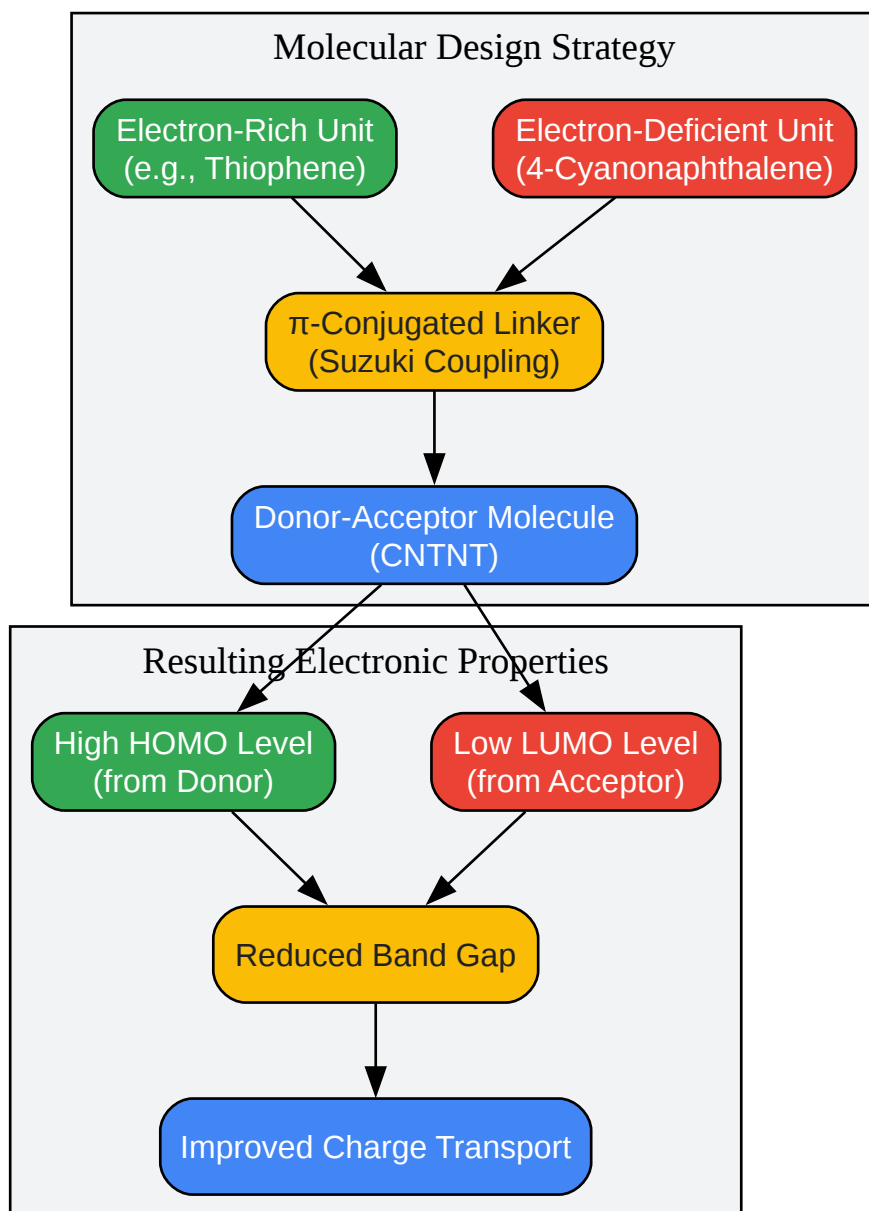 Molecular Design Strategy
Electron-Rich Unit
(e.g., Thiophene)
Electron-Deficient Unit
(4-Cyanonaphthalene)
π-Conjugated Linker
(Suzuki Coupling)
Donor-Acceptor Molecule
(CNTNT)
Resulting Electronic Properties
High HOMO Level
(from Donor)
Low LUMO Level
(from Acceptor)
Reduced Band Gap
Improved Charge Transport